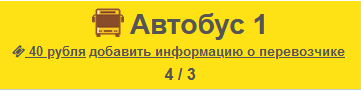 Автобус 1
40 рубля добавить информацию о перевозчике
4 / 3